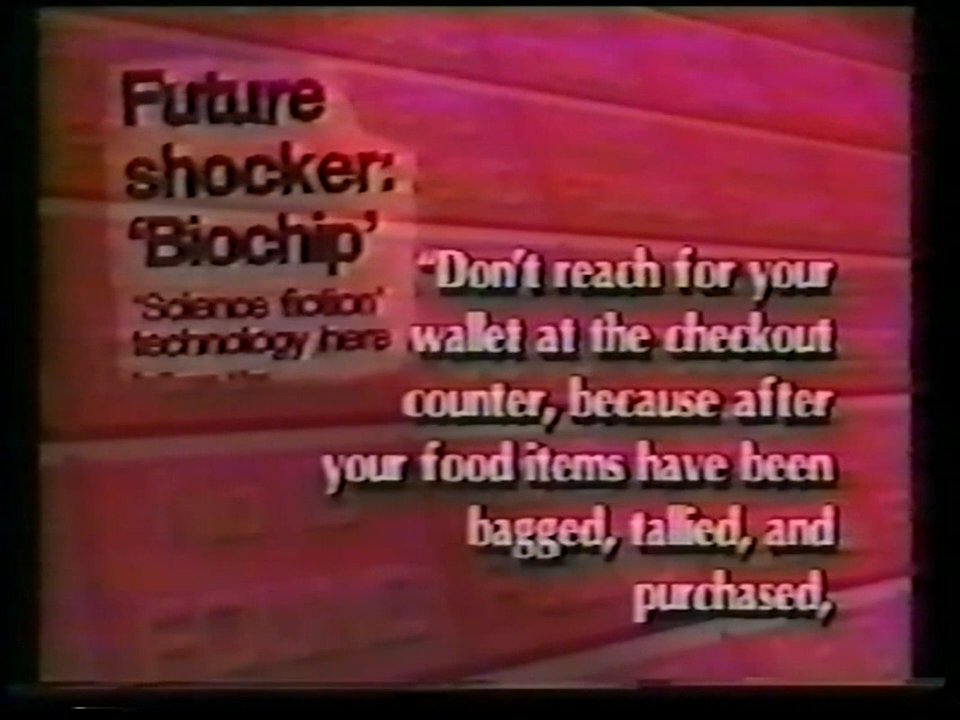 Future
shocker:
'Biochip'
'Science fiction'
technology here
"Don't reach for your
wallet at the checkout
counter, because after
your food items have been
bagged, tallied, and
purchased,